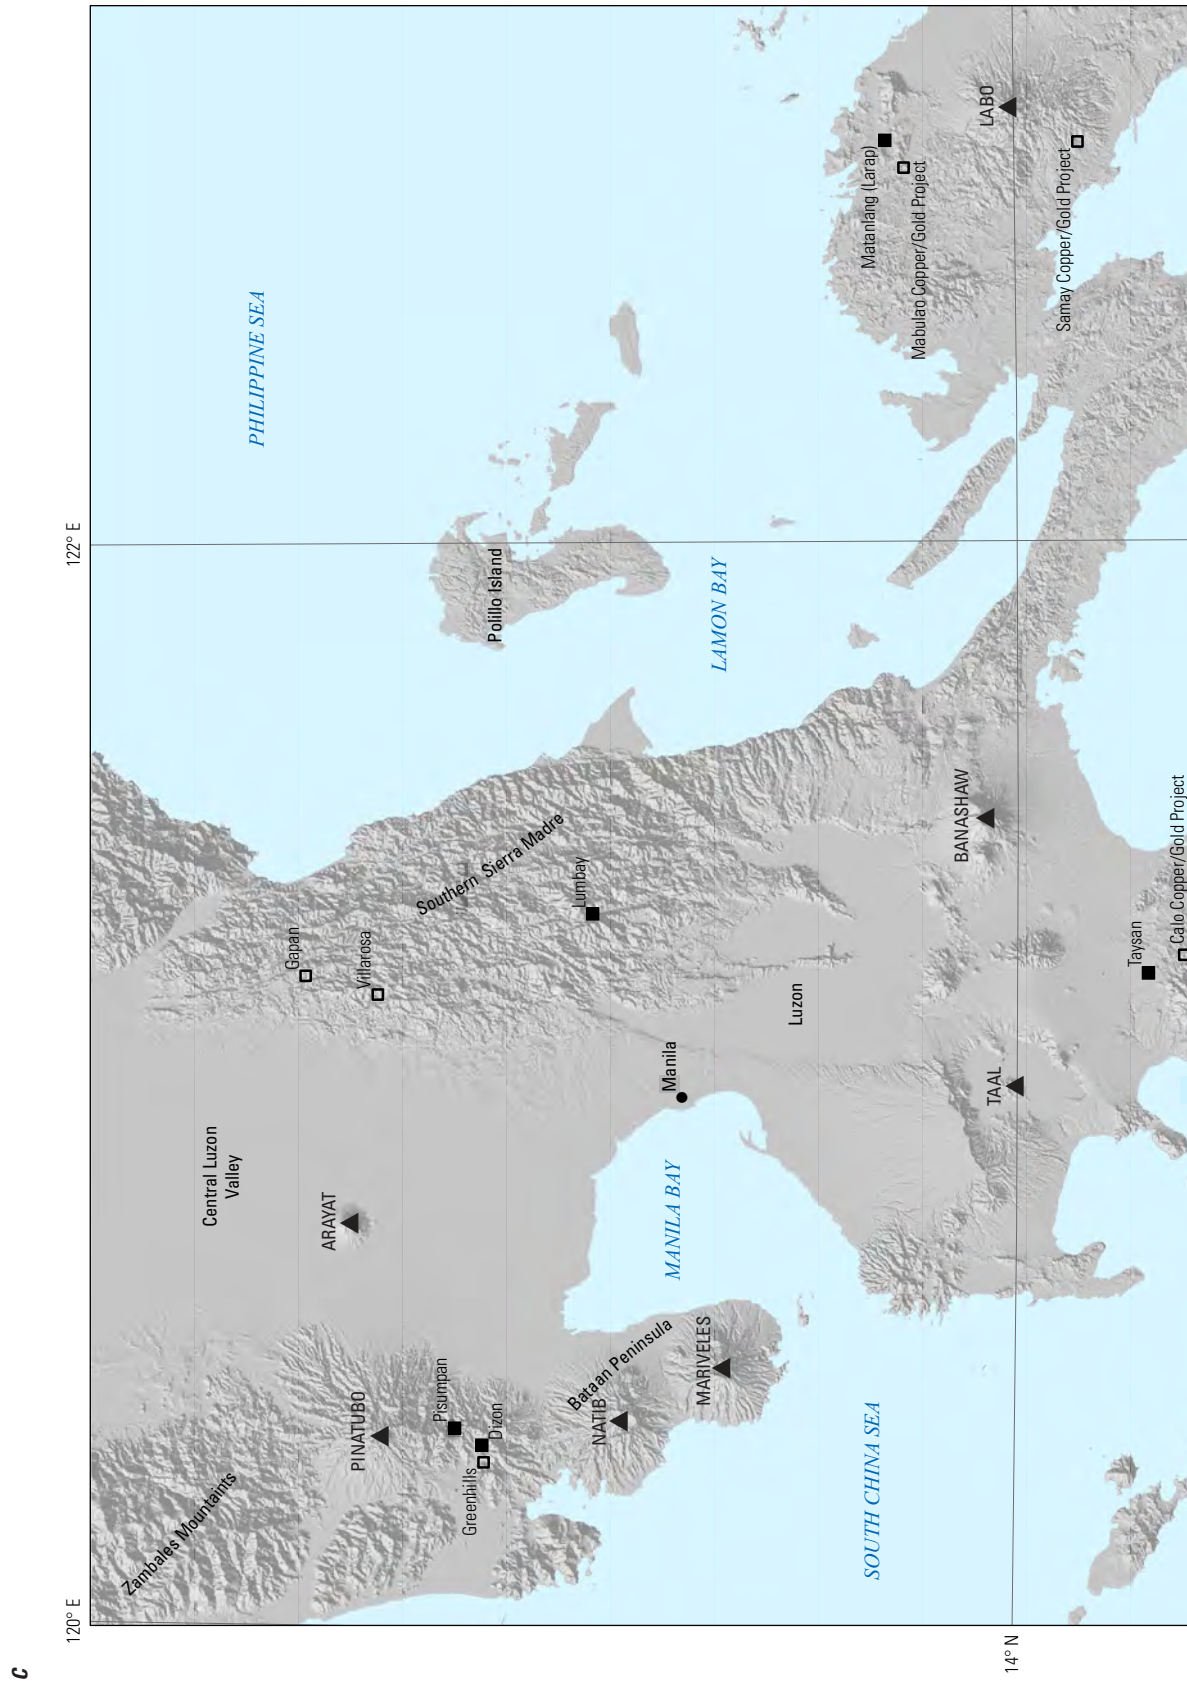 C
120° E
122° E
PHILIPPINE SEA
Zambales Mountaints
Central Luzon
Valley
Gapan
ARAYAT
Villarosa
PINATUBO
Southern Sierra Madre
Polillo Island
Pisumpan
Dizon
Greenhills
Lumbay
Bataan Peninsula
NATIB
Manila
MANILA BAY
MARIVELES
LAMON BAY
Luzon
SOUTH CHINA SEA
Matanlang (Larap)
Mabulao Copper/Gold Project
BANASHAW
LABO
TAAL
14° N
Samay Copper/Gold Project
Taysan
Calo Copper/Gold Project